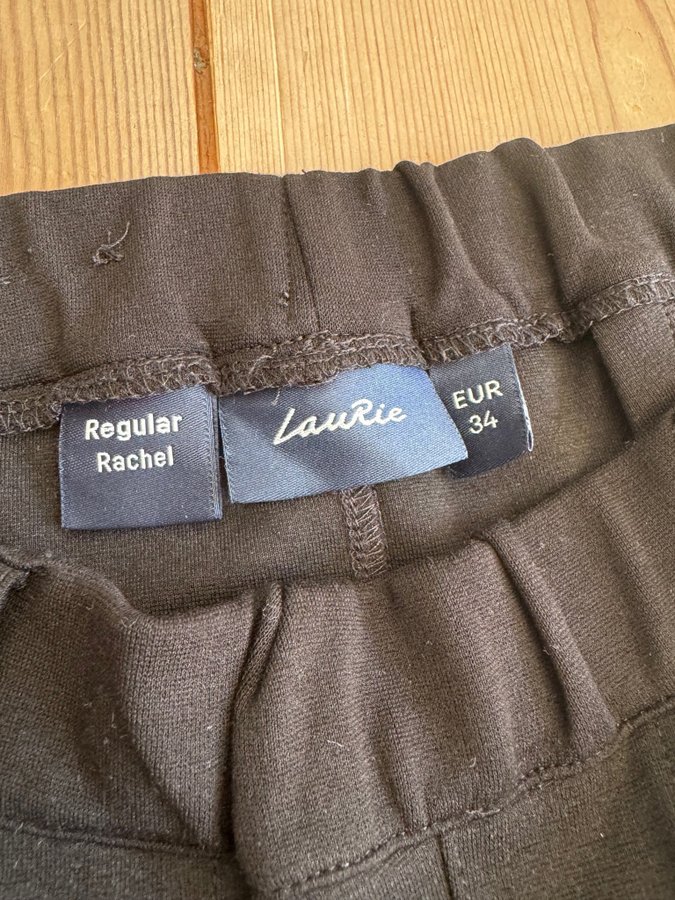 Regular
Rachel
LauRie
EUR
34